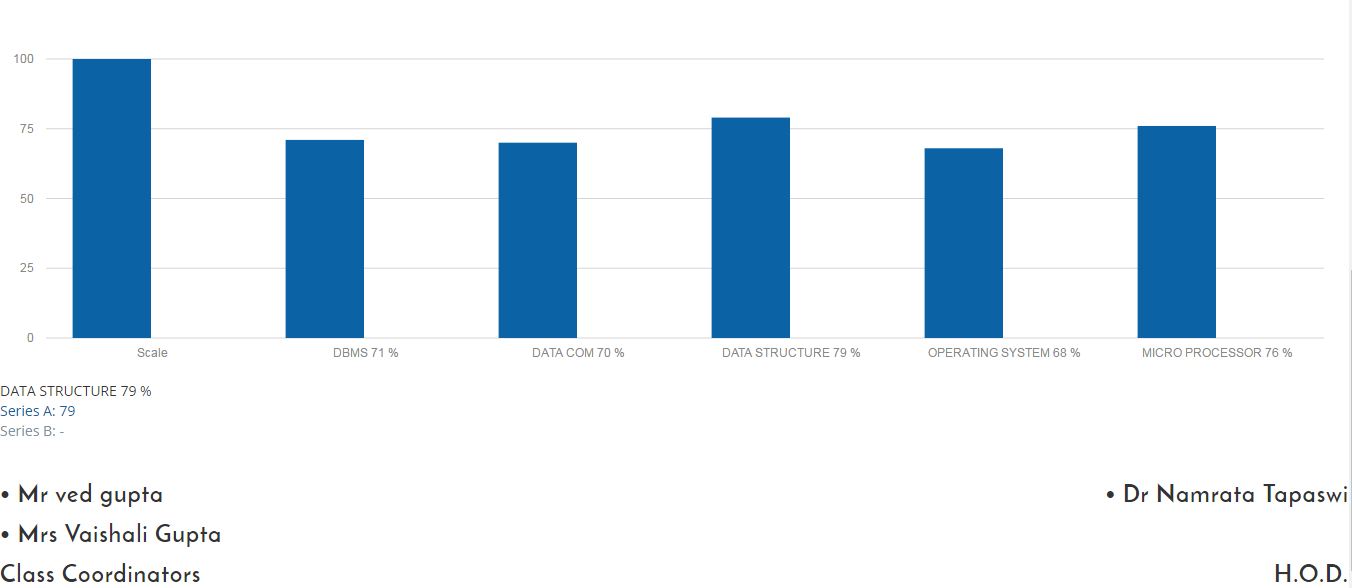 100
75
50
25
0
Scale DBMS 71 % DATA COM 70 % DATA STRUCTURE 79 % OPERATING SYSTEM 68 % MICRO PROCESSOR 76 %
DATA STRUCTURE 79 %
Series A: 79
Series B: -
• Mr ved gupta • Dr Namrata Tapaswi
• Mrs Vaishali Gupta
Class Coordinators H.O.D.